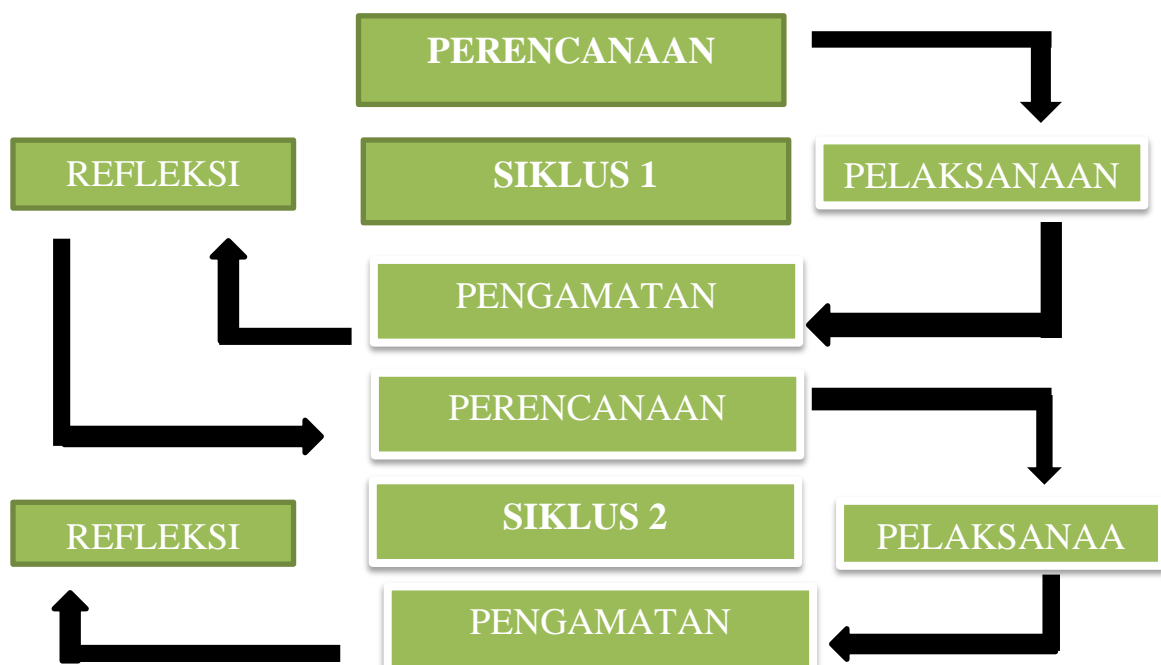 PERENCANAAN
REFLEKSI
SIKLUS 1
PELAKSANAAN
PENGAMATAN
PERENCANAAN
REFLEKSI
SIKLUS 2
PELAKSANAA
PENGAMATAN